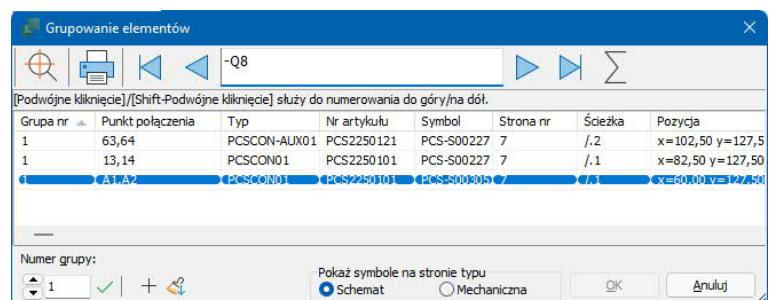 Grupowanie elementów
-Q8
[Podwójne kliknięcie]/[Shift-Podwójne kliknięcie] służy do numerowania do góry/na dół.
Grupa nr Punkt połączenia Typ Nr artykułu Symbol Strona nr Ścieżka Pozycja
1 63,64 PCSCON-AUX01 PCS2250121 PCS-S00227 7 /.2 x=102,50 y=127,5
1 13,14 PCSCON01 PCS2250101 PCS-S00227 7 /.1 x=82,50 y=127,50
1 A1,A2 PCSCON01 PCS2250101 PCS-S00305 7 /.1 x=60,00 y=127,50
Numer grupy:
1
Pokaż symbole na stronie typu
Schemat Mechaniczna
OK Anuluj